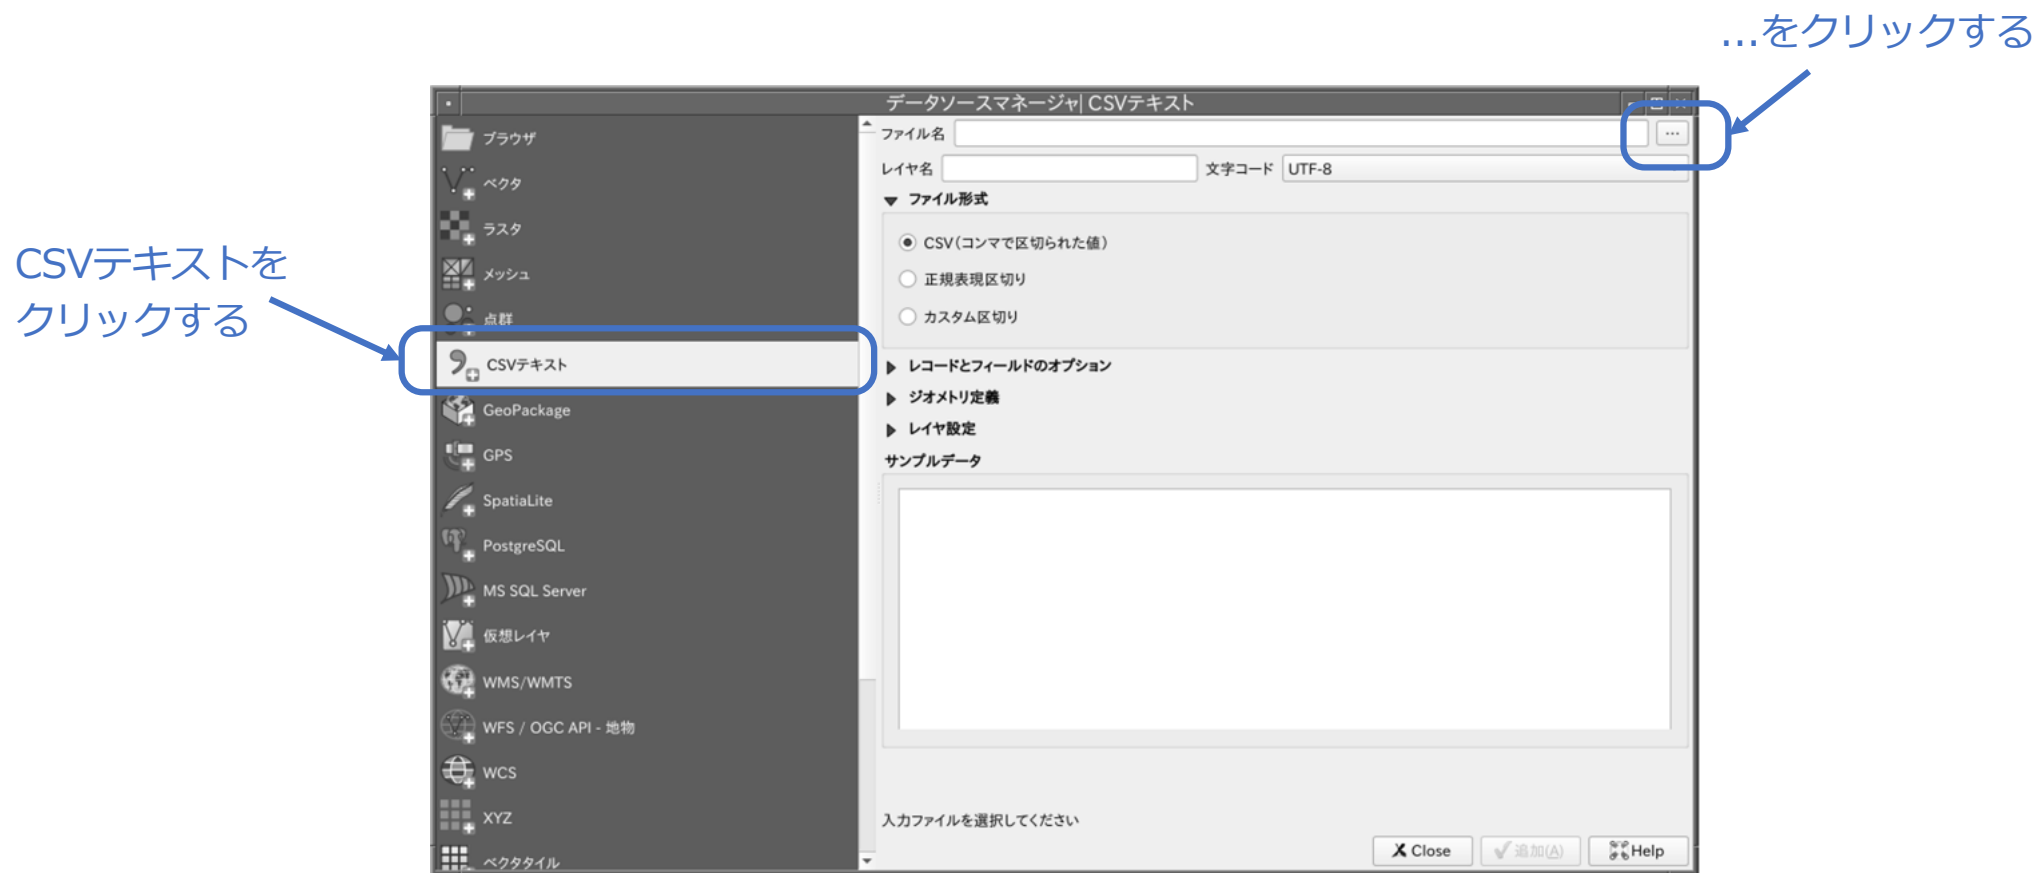 ...をクリックする
データソースマネージャ| CSVテキスト
CSVテキストを
クリックする
ブラウザ
ベクタ
ラスタ
メッシュ
点群
CSVテキスト
GeoPackage
GPS
SpatiaLite
PostgreSQL
MS SQL Server
仮想レイヤ
WMS/WMTS
WFS / OGC API - 地物
WCS
XYZ
ベクタタイル
ファイル名
...
レイヤ名
文字コード UTF-8
ファイル形式
CSV(コンマで区切られた値)
正規表現区切り
カスタム区切り
レコードとフィールドのオプション
ジオメトリ定義
レイヤ設定
サンプルデータ
入力ファイルを選択してください
Close 追加(A) Help